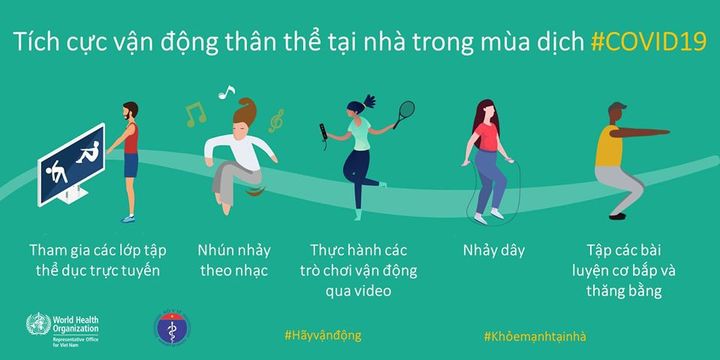 Tích cực vận động thân thể tại nhà trong mùa dịch #COVID19
Tham gia các lớp tập
thể dục trực tuyến
Nhún nhảy
theo nhạc
Thực hành các
trò chơi vận động
qua video
Nhảy dây
Tập các bài
luyện cơ bắp và
thăng bằng
World Health
Organization
Representative Office
for Viet Nam
#Hãyvậnđộng
#Khỏemạnhtạinhà